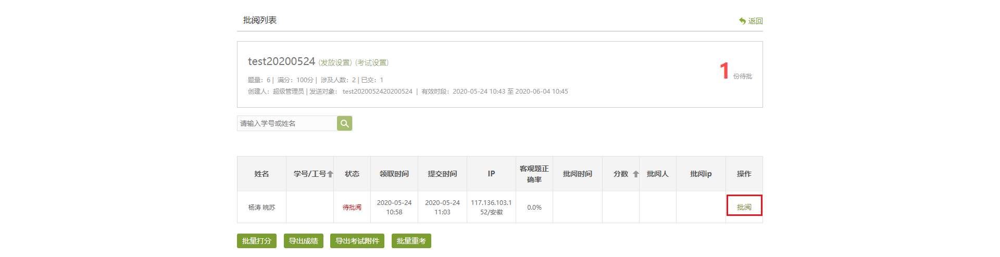 批阅列表
返回
test20200524 (发放设置) (考试设置)
题量：6 | 满分：100分 | 涉及人数：2 | 已交：1
1 份待批
创建人：超级管理员 | 发送对象： test2020052420200524 | 有效时段：2020-05-24 10:43 至 2020-06-04 10:45
请输入学号或姓名
姓名 学号/工号 状态 领取时间 提交时间 IP 客观题正确率 批阅时间 分数 批阅人 批阅ip 操作
杨涛 皖苏 待批阅 2020-05-24 10:58 2020-05-24 11:03 117.136.103.152/安徽 0.0% 批阅
批量打分 导出成绩 导出考试附件 批量重考